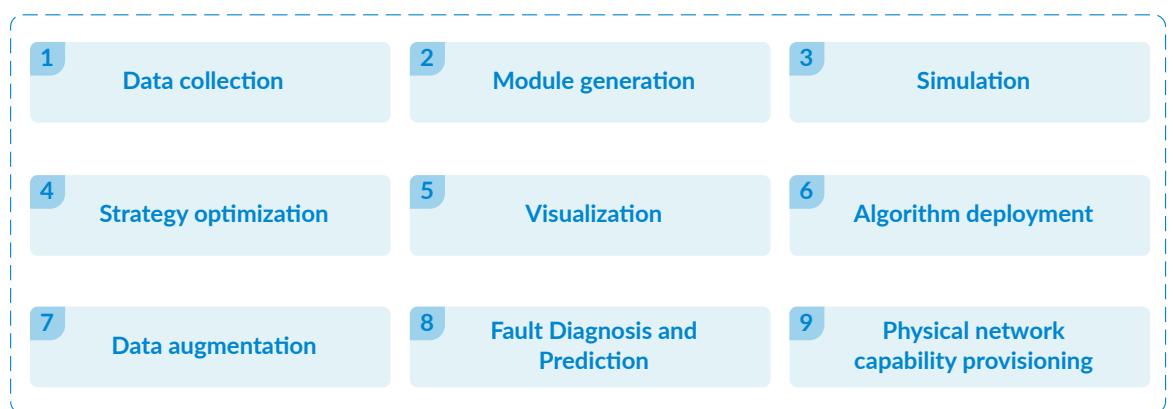 1
Data collection
2
Module generation
3
Simulation
4
Strategy optimization
5
Visualization
6
Algorithm deployment
7
Data augmentation
8
Fault Diagnosis and
Prediction
9
Physical network
capability provisioning